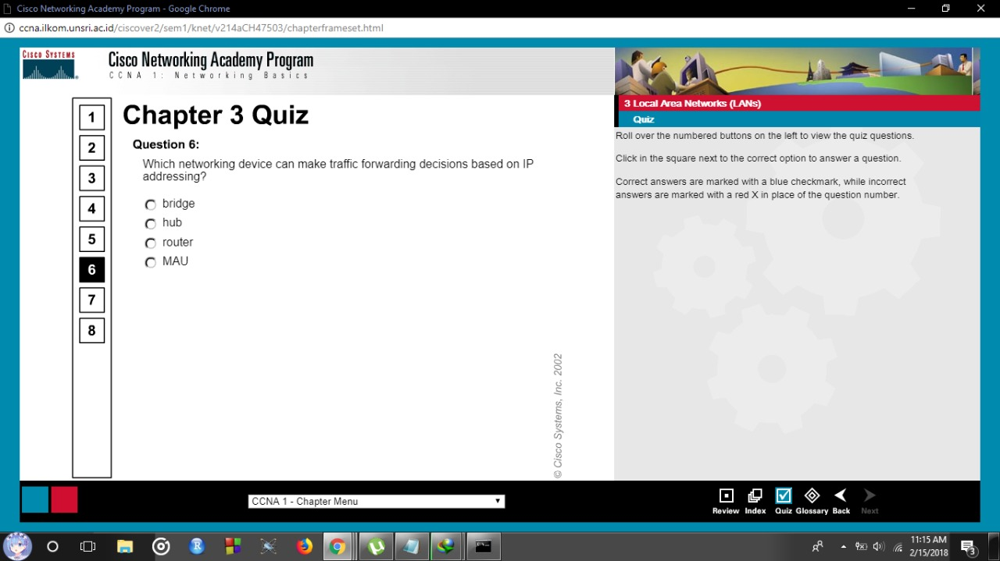 Cisco Networking Academy Program - Google Chrome
ccna.ilkom.unsri.ac.id/ciscover2/sem1/knet/v214aCH47503/chapterframeset.html
CISCO SYSTEMS
Cisco Networking Academy Program
CCNA 1: Networking Basics
3 Local Area Networks (LANs)
Quiz
1
2
3
4
5
6
7
8
Chapter 3 Quiz
Question 6:
Which networking device can make traffic forwarding decisions based on IP
addressing?
bridge
hub
router
MAU
© Cisco Systems, Inc. 2002
Roll over the numbered buttons on the left to view the quiz questions.
Click in the square next to the correct option to answer a question.
Correct answers are marked with a blue checkmark, while incorrect
answers are marked with a red X in place of the question number.
CCNA 1 - Chapter Menu
Review Index Quiz Glossary Back Next
R
11:15 AM
2/15/2018
3